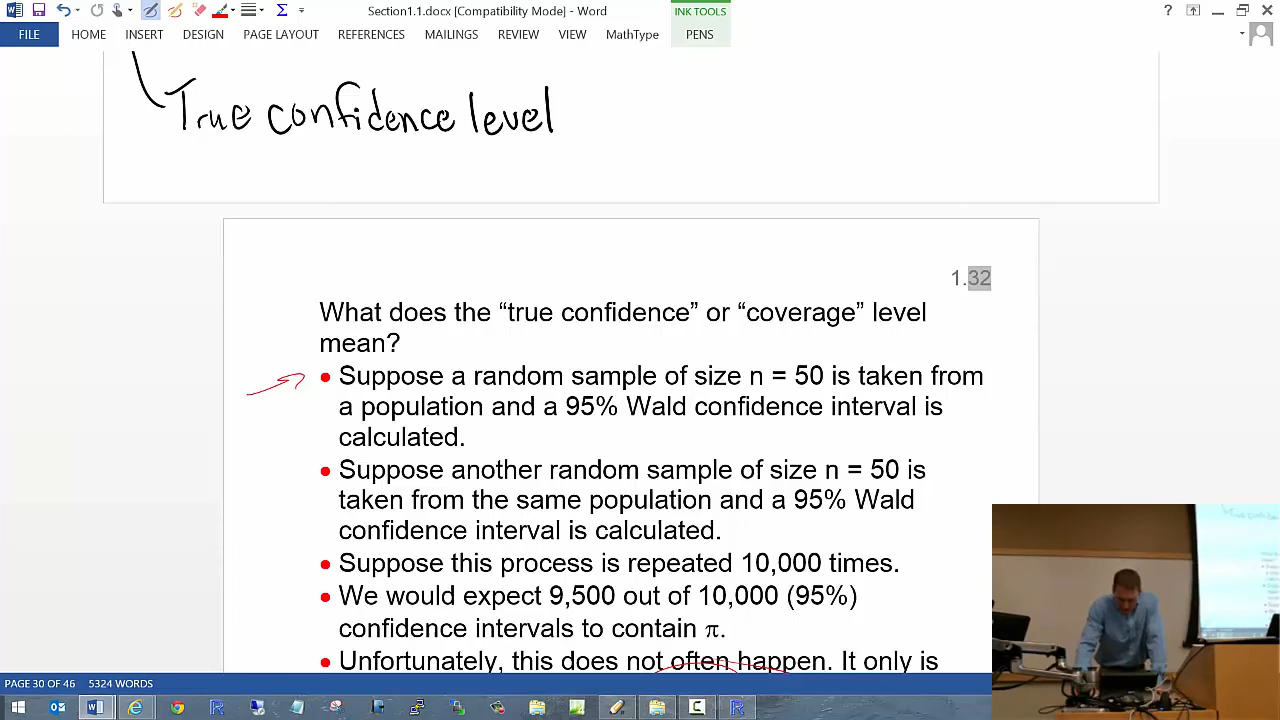 Section1.1.docx [Compatibility Mode] - Word
INK TOOLS
?
FILE HOME INSERT DESIGN PAGE LAYOUT REFERENCES MAILINGS REVIEW VIEW MathType PENS
True confidence level
1.32
What does the “true confidence” or “coverage” level
mean?
• Suppose a random sample of size n = 50 is taken from
a population and a 95% Wald confidence interval is
calculated.
• Suppose another random sample of size n = 50 is
taken from the same population and a 95% Wald
confidence interval is calculated.
• Suppose this process is repeated 10,000 times.
• We would expect 9,500 out of 10,000 (95%)
confidence intervals to contain π.
• Unfortunately, this does not often happen. It only is
PAGE 30 OF 46 5324 WORDS